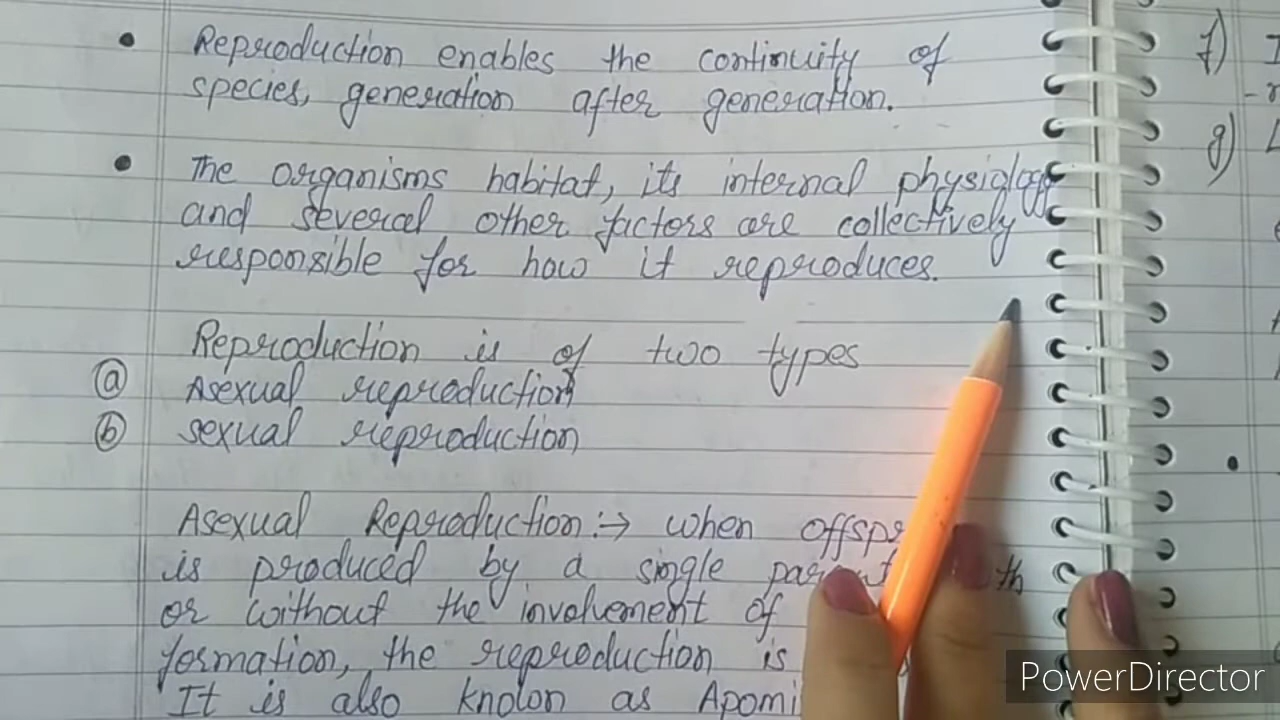 • Reproduction enables the continuity of
species, generation after generation.
• The organisms habitat, its internal physiology
and several other factors are collectively
responsible for how it reproduces.
Reproduction is of two types
ⓐ Asexual reproduction
ⓑ sexual reproduction
Asexual Reproduction :→ when
is produced by a single
or without the involvement of
formation, the reproduction is
It is also known as
f)
g)
PowerDirector